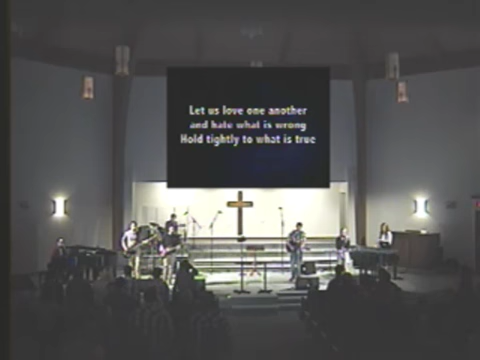 Let us love one another
and hate what is wrong
Hold tightly to what is true